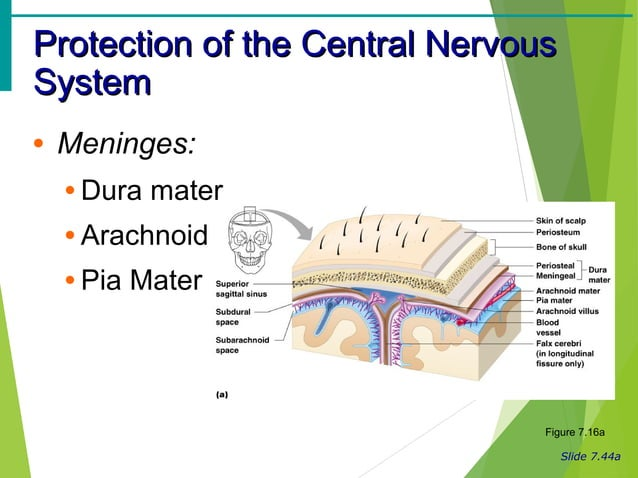 Protection of the Central Nervous
System
• Meninges:
• Dura mater
• Arachnoid
• Pia Mater
Superior
sagittal sinus
Subdural
space
Subarachnoid
space
(a)
Skin of scalp
Periosteum
Bone of skull
Periosteal
Meningeal
Dura
mater
Arachnoid mater
Pia mater
Arachnoid villus
Blood
vessel
Falx cerebri
(in longitudinal
fissure only)
Figure 7.16a
Slide 7.44a